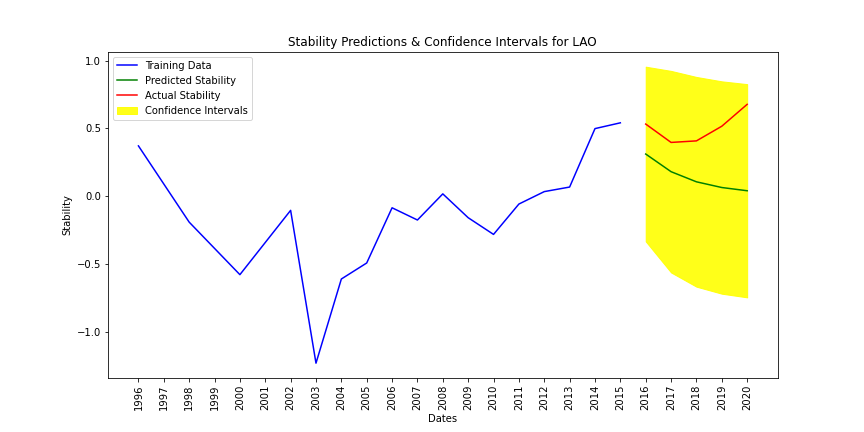 Stability Predictions & Confidence Intervals for LAO
Training Data
Predicted Stability
Actual Stability
Confidence Intervals
Stability
1.0
0.5
0.0
−0.5
−1.0
1996 1997 1998 1999 2000 2001 2002 2003 2004 2005 2006 2007 2008 2009 2010 2011 2012 2013 2014 2015 2016 2017 2018 2019 2020
Dates